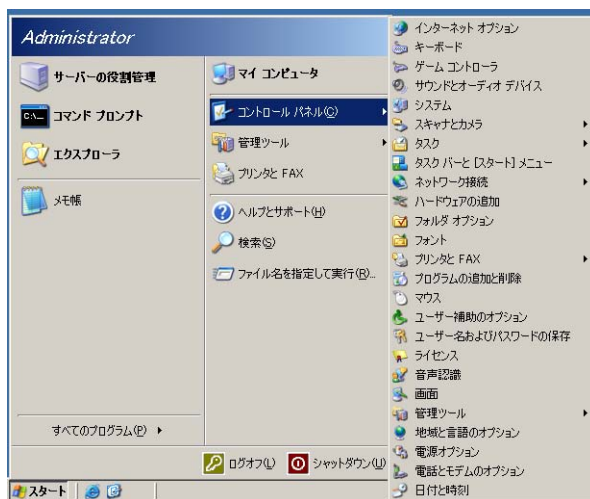 Administrator
サーバーの役割管理
コマンド プロンプト
エクスプローラ
メモ帳
すべてのプログラム(P)
マイ コンピュータ
コントロール パネル(C)
管理ツール
プリンタと FAX
ヘルプとサポート(H)
検索(S)
ファイル名を指定して実行(R)...
ログオフ(L)
シャットダウン(U)
スタート
インターネット オプション
キーボード
ゲーム コントローラ
サウンドとオーディオ デバイス
システム
スキャナとカメラ
タスク
タスク バーと [スタート] メニュー
ネットワーク接続
ハードウェアの追加
フォルダ オプション
フォント
プリンタと FAX
プログラムの追加と削除
マウス
ユーザー補助のオプション
ユーザー名およびパスワードの保存
ライセンス
音声認識
画面
管理ツール
地域と言語のオプション
電源オプション
電話とモデムのオプション
日付と時刻